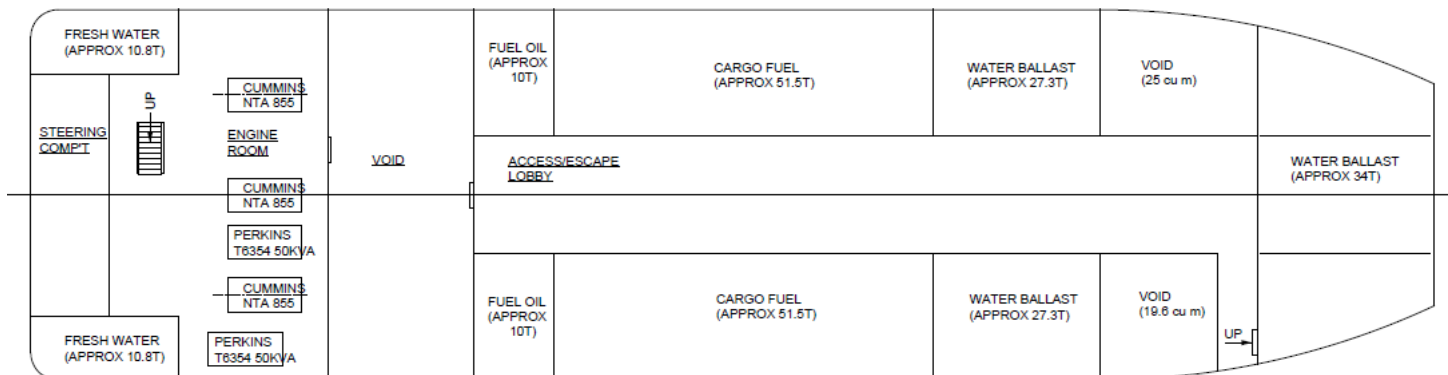 FRESH WATER
(APPROX 10.8T)
UP
STEERING
COMP'T
CUMMINS
NTA 855
ENGINE
ROOM
CUMMINS
NTA 855
PERKINS
T6354 50KVA
CUMMINS
NTA 855
FRESH WATER
(APPROX 10.8T)
PERKINS
T6354 50KVA
VOID
FUEL OIL
(APPROX
10T)
CARGO FUEL
(APPROX 51.5T)
WATER BALLAST
(APPROX 27.3T)
VOID
(25 cu m)
ACCESS/ESCAPE
LOBBY
WATER BALLAST
(APPROX 34T)
FUEL OIL
(APPROX
10T)
CARGO FUEL
(APPROX 51.5T)
WATER BALLAST
(APPROX 27.3T)
VOID
(19.6 cu m)
UP